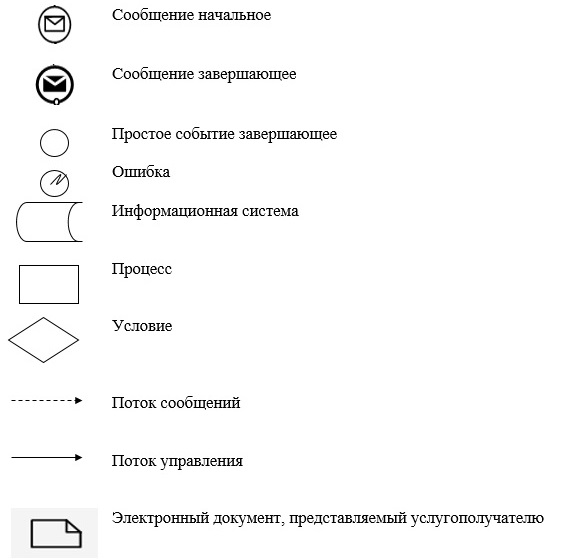 Сообщение начальное
Сообщение завершающее
Простое событие завершающее
Ошибка
Информационная система
Процесс
Условие
Поток сообщений
Поток управления
Электронный документ, представляемый услугополучателю